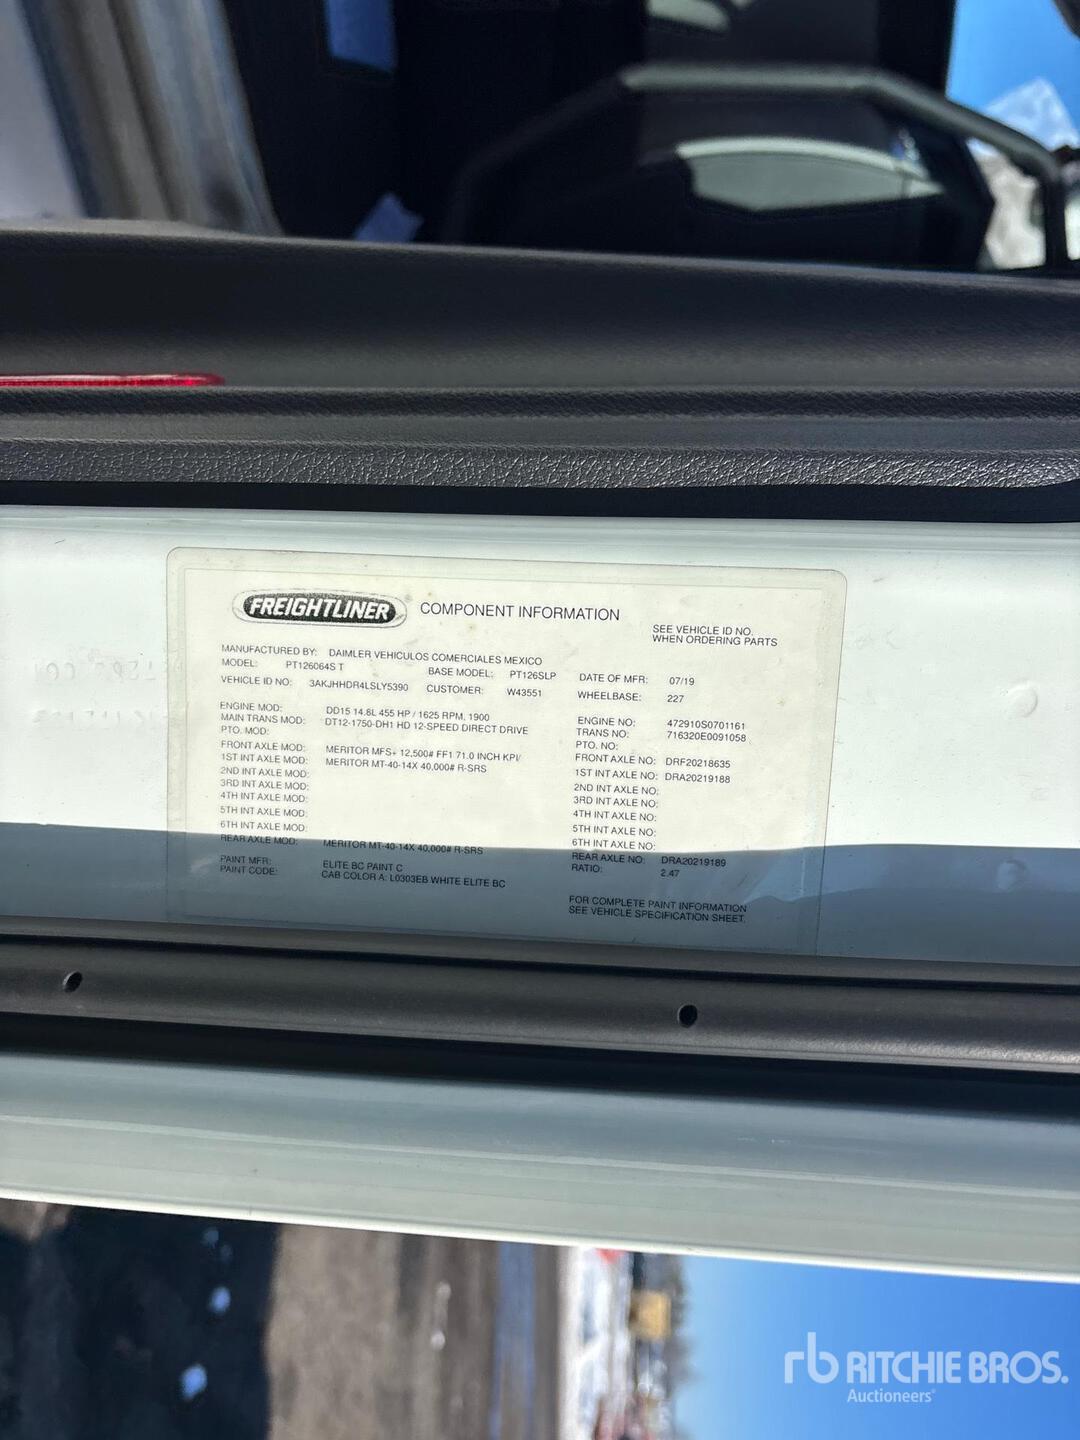 FREIGHTLINER
COMPONENT INFORMATION
SEE VEHICLE ID NO.
WHEN ORDERING PARTS
MANUFACTURED BY: DAIMLER VEHICULOS COMERCIALES MEXICO
MODEL: PT126064S T BASE MODEL: PT126SLP DATE OF MFR: 07/19
VEHICLE ID NO: 3AKJHHDR4LSLY5390 CUSTOMER: W43551 WHEELBASE: 227
ENGINE MOD: DD15 14.8L 455 HP / 1625 RPM, 1900 ENGINE NO: 472910S0701161
MAIN TRANS MOD: DT12-1750-DH1 HD 12-SPEED DIRECT DRIVE TRANS NO: 716320E0091058
PTO. MOD: PTO. NO:
FRONT AXLE MOD: MERITOR MFS+ 12,500# FF1 71.0 INCH KPI/ FRONT AXLE NO: DRF20218635
1ST INT AXLE MOD: MERITOR MT-40-14X 40,000# R-SRS 1ST INT AXLE NO: DRA20219188
2ND INT AXLE MOD: 2ND INT AXLE NO:
3RD INT AXLE MOD: 3RD INT AXLE NO:
4TH INT AXLE MOD: 4TH INT AXLE NO:
5TH INT AXLE MOD: 5TH INT AXLE NO:
6TH INT AXLE MOD: 6TH INT AXLE NO:
REAR AXLE MOD: MERITOR MT-40-14X 40,000# R-SRS REAR AXLE NO: DRA20219189
PAINT MFR: ELITE BC PAINT C RATIO: 2.47
PAINT CODE: CAB COLOR A: L0303EB WHITE ELITE BC
FOR COMPLETE PAINT INFORMATION
SEE VEHICLE SPECIFICATION SHEET.
rb RITCHIE BROS.
Auctioneers